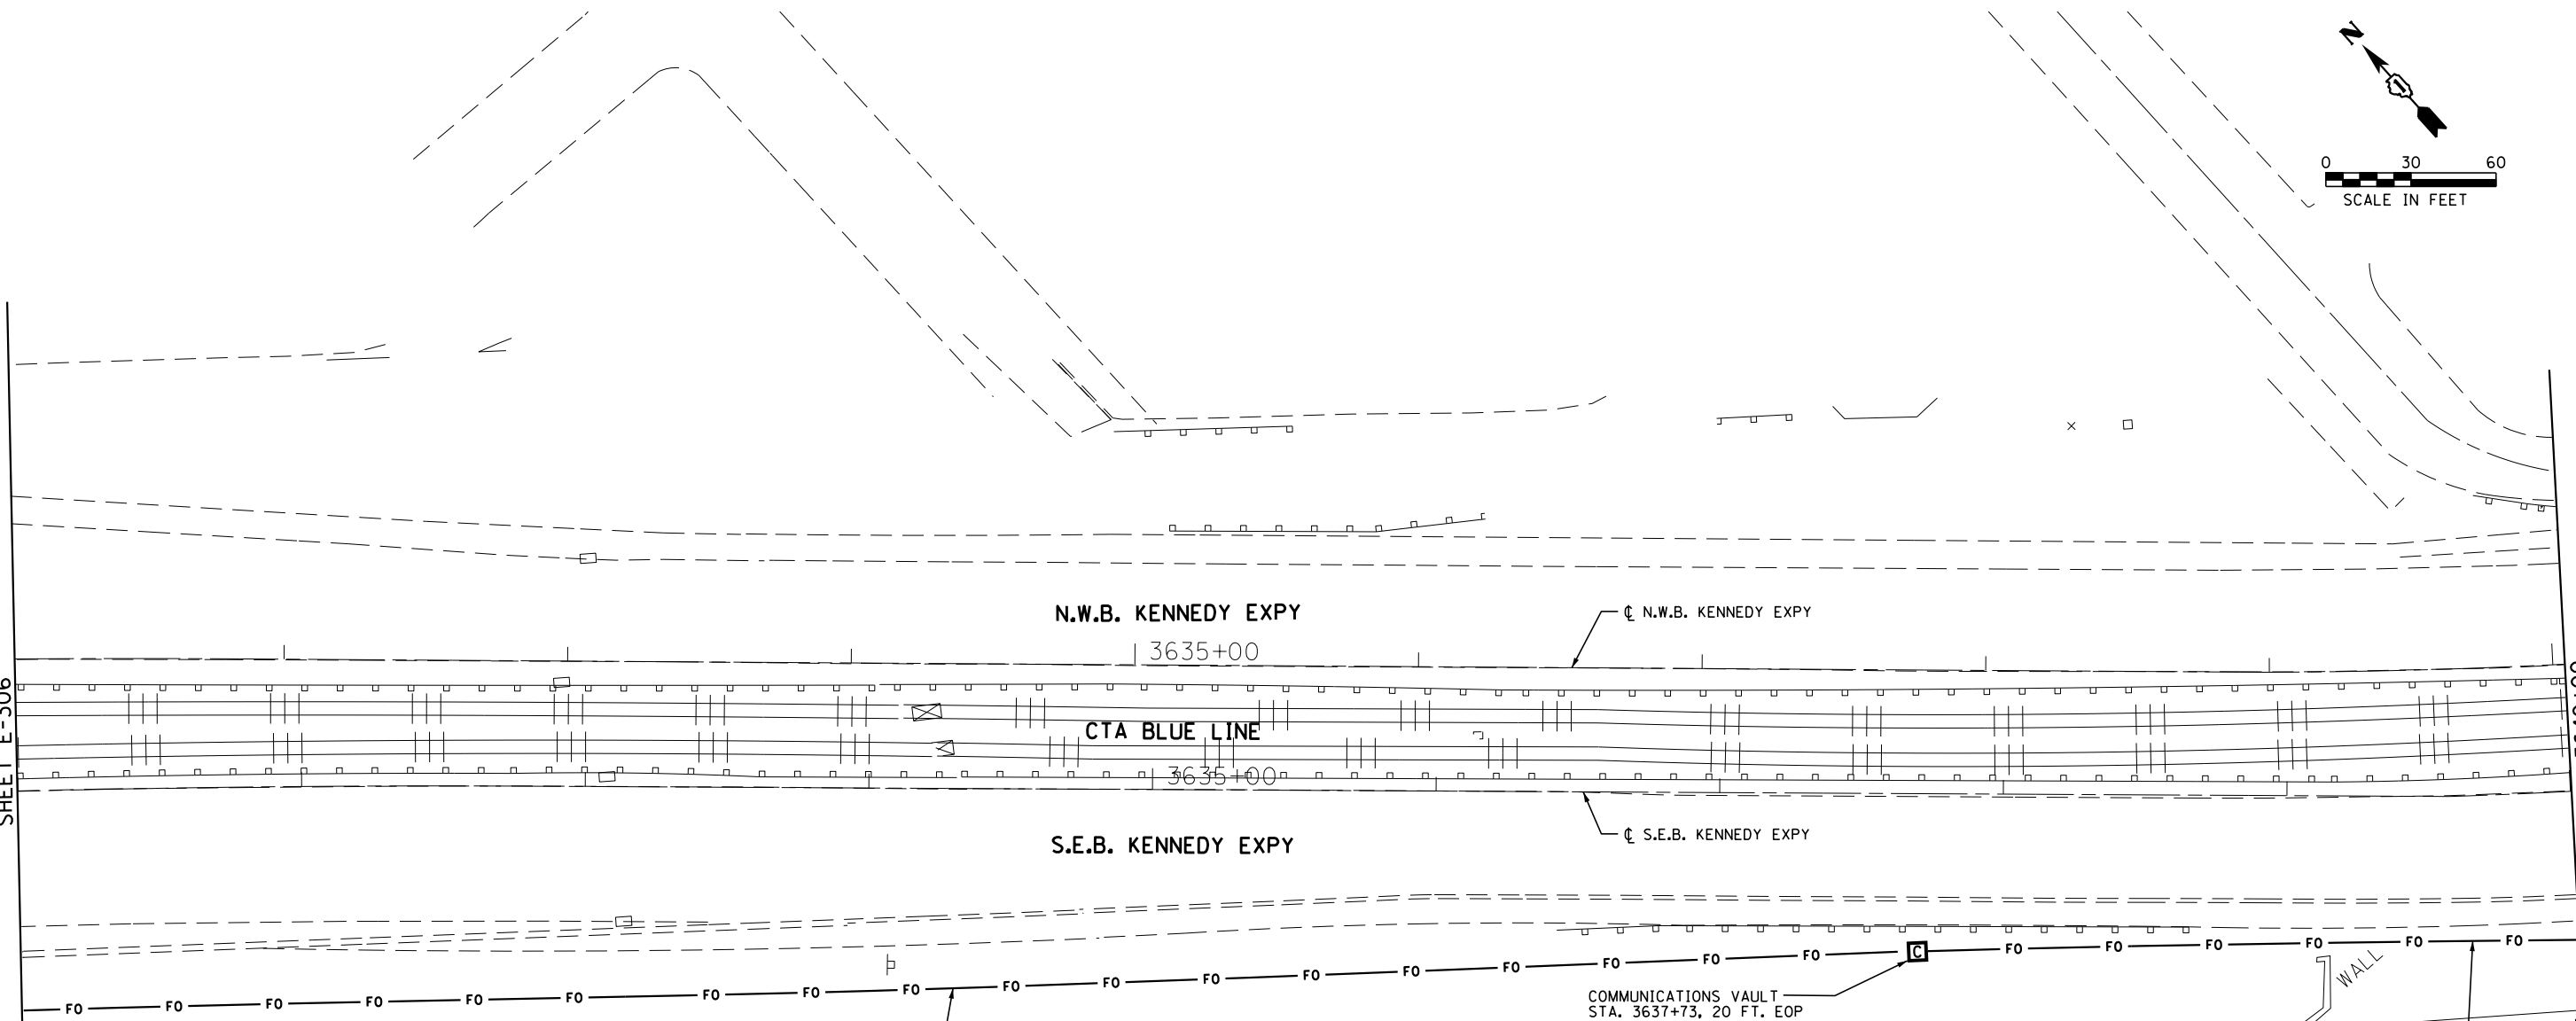 N
0 30 60
SCALE IN FEET
N.W.B. KENNEDY EXPY
℄ N.W.B. KENNEDY EXPY
3635+00
SHEET E-306
CTA BLUE LINE
3635+00
℄ S.E.B. KENNEDY EXPY
S.E.B. KENNEDY EXPY
C
FO FO FO FO FO FO FO FO FO FO FO FO FO FO FO FO FO FO FO FO FO FO FO FO
WALL
COMMUNICATIONS VAULT
STA. 3637+73, 20 FT. EOP